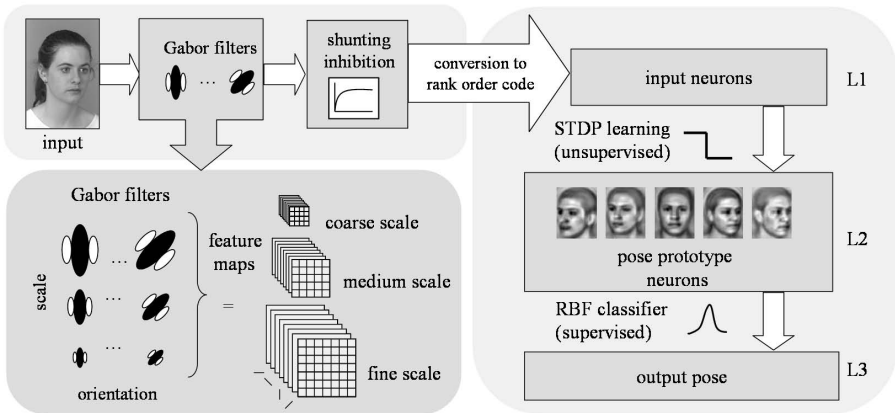 input
Gabor filters
...
shunting
inhibition
conversion to
rank order code
input neurons
L1
STDP learning
(unsupervised)
pose prototype
neurons
L2
RBF classifier
(supervised)
output pose
L3
Gabor filters
scale
...
...
...
orientation
feature
maps
=
coarse scale
medium scale
fine scale